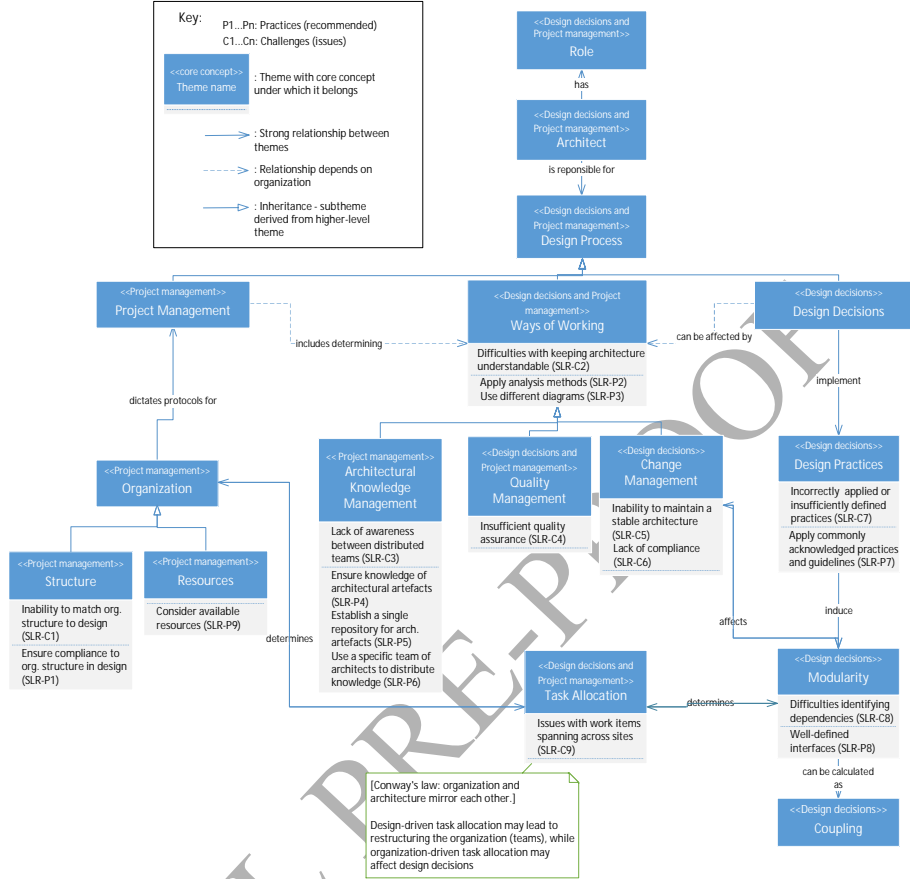 Key:
P1...Pn: Practices (recommended)
C1...Cn: Challenges (issues)
<<core concept>>
Theme name
: Theme with core concept
under which it belongs
: Strong relationship between
themes
: Relationship depends on
organization
: Inheritance - subtheme
derived from higher-level
theme
<<Design decisions and
Project management>>
Role
has
<<Design decisions and
Project management>>
Architect
is reponsible for
<<Design decisions and
Project management>>
Design Process
<<Project management>>
Project Management
includes determining
<<Design decisions and Project
management>>
Ways of Working
Difficulties with keeping architecture
understandable (SLR-C2)
Apply analysis methods (SLR-P2)
Use different diagrams (SLR-P3)
can be affected by
<<Design decisions>>
Design Decisions
implement
dictates protocols for
<<Project management>>
Organization
<<Project management>>
Structure
Inability to match org.
structure to design
(SLR-C1)
Ensure compliance to
org. structure in design
(SLR-P1)
<<Project management>>
Resources
Consider available
resources (SLR-P9)
determines
<< Project management>>
Architectural
Knowledge
Management
Lack of awareness
between distributed
teams (SLR-C3)
Ensure knowledge of
architectural artefacts
(SLR-P4)
Establish a single
repository for arch.
artefacts (SLR-P5)
Use a specific team of
architects to distribute
knowledge (SLR-P6)
<<Design decisions and
Project management>>
Quality
Management
Insufficient quality
assurance (SLR-C4)
<<Design decisions>>
Change
Management
Inability to maintain a
stable architecture
(SLR-C5)
Lack of compliance
(SLR-C6)
<<Design decisions>>
Design Practices
Incorrectly applied or
insufficiently defined
practices (SLR-C7)
Apply commonly
acknowledged practices
and guidelines (SLR-P7)
induce
affects
<<Design decisions and
Project management>>
Task Allocation
Issues with work items
spanning across sites
(SLR-C9)
determines
<<Design decisions>>
Modularity
Difficulties identifying
dependencies (SLR-C8)
Well-defined
interfaces (SLR-P8)
can be calculated
as
<<Design decisions>>
Coupling
[Conway's law: organization and
architecture mirror each other.]
Design-driven task allocation may lead to
restructuring the organization (teams), while
organization-driven task allocation may
affect design decisions
L PRE-PROOF